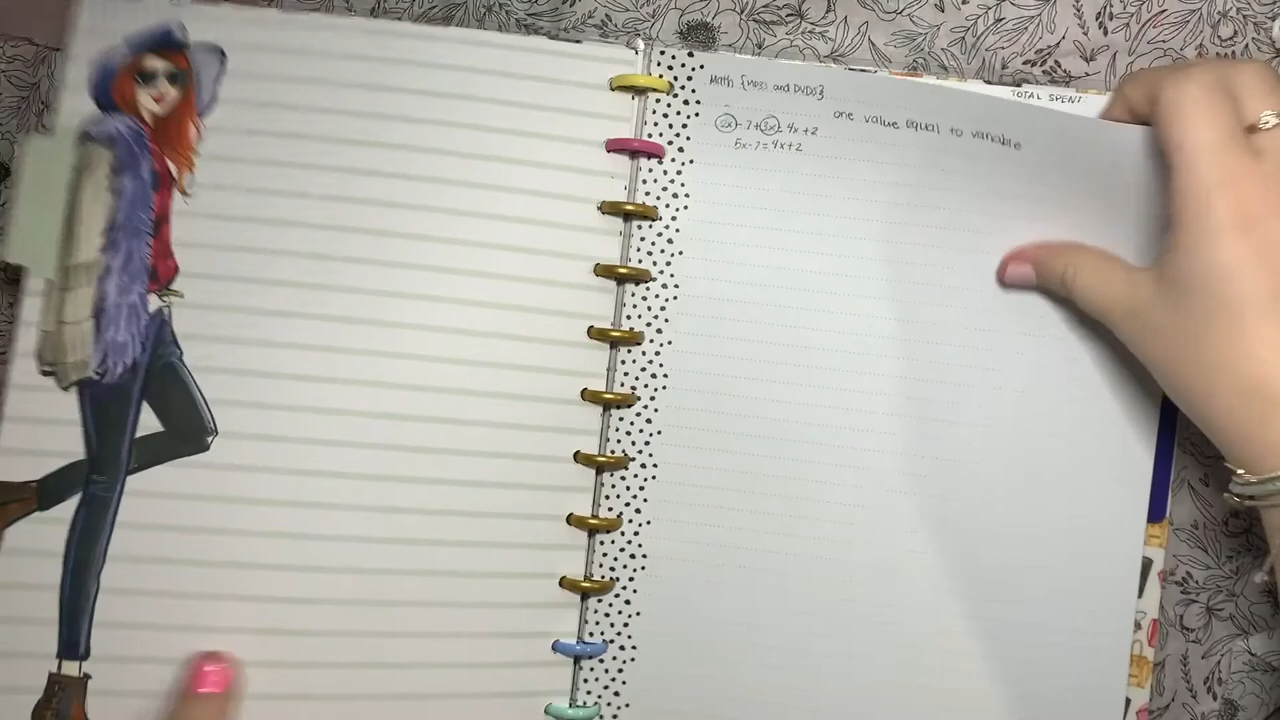 TOTAL SPENT:
Math {MP3s and DVDs}
one value equal to variable
2x - 7 + 3x = 4x + 2
5x - 7 = 4x + 2